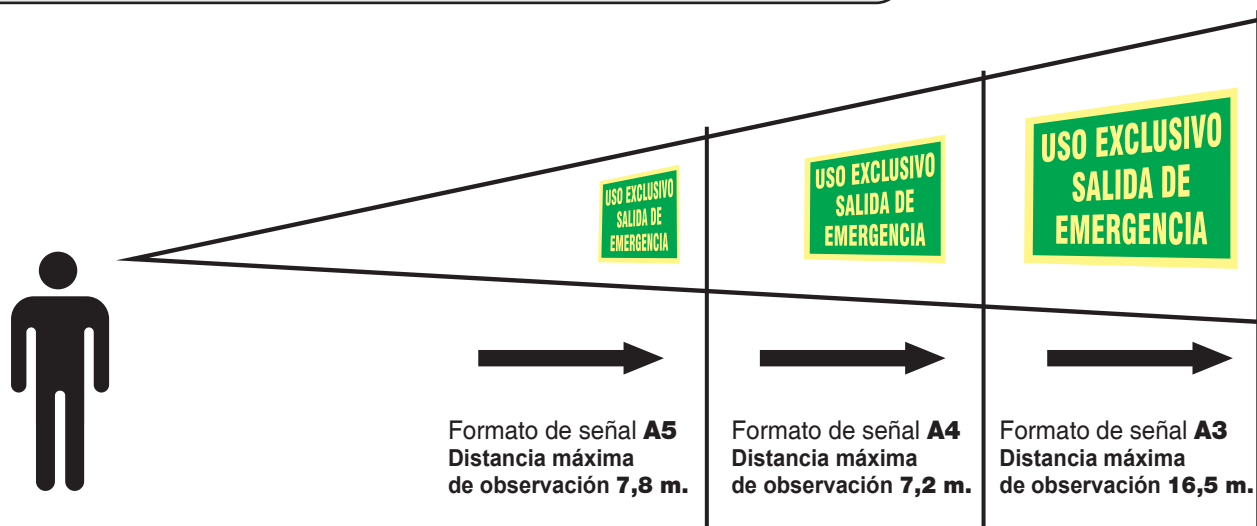 USO EXCLUSIVO
SALIDA DE
EMERGENCIA
USO EXCLUSIVO
SALIDA DE
EMERGENCIA
USO EXCLUSIVO
SALIDA DE
EMERGENCIA
Formato de señal A5
Distancia máxima
de observación 7,8 m.
Formato de señal A4
Distancia máxima
de observación 7,2 m.
Formato de señal A3
Distancia máxima
de observación 16,5 m.